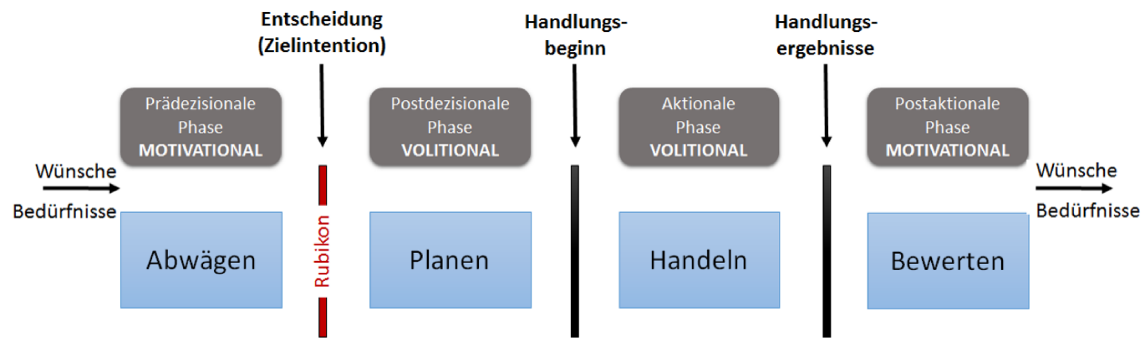 Entscheidung
(Zielintention)
Handlungs-
beginn
Handlungs-
ergebnisse
Prädezisionale
Phase
MOTIVATIONAL
Postdezisionale
Phase
VOLITIONAL
Aktionale
Phase
VOLITIONAL
Postaktionale
Phase
MOTIVATIONAL
Wünsche
Bedürfnisse
Wünsche
Bedürfnisse
Abwägen
Rubikon
Planen
Handeln
Bewerten